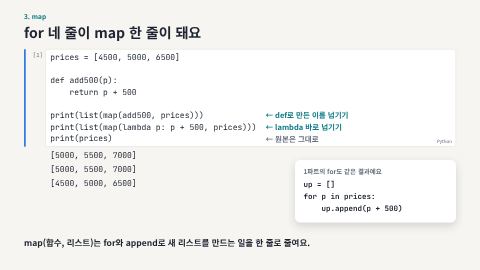 3. map
for 네 줄이 map 한 줄이 돼요
[1]
prices = [4500, 5000, 6500]
def add500(p):
    return p + 500
print(list(map(add500, prices))) ← def로 만든 이름 넘기기
print(list(map(lambda p: p + 500, prices))) ← lambda 바로 넘기기
print(prices) ← 원본은 그대로
Python
[5000, 5500, 7000]
[5000, 5500, 7000]
[4500, 5000, 6500]
1파트의 for도 같은 결과예요
up = []
for p in prices:
    up.append(p + 500)
map(함수, 리스트)는 for와 append로 새 리스트를 만드는 일을 한 줄로 줄여요.